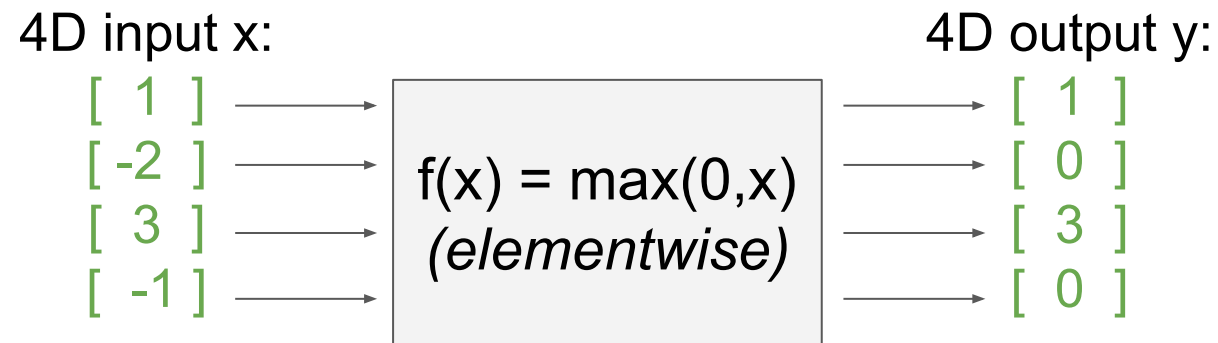 4D input x:
[ 1 ]
[ -2 ]
[ 3 ]
[ -1 ]
f(x) = max(0,x)
(elementwise)
4D output y:
[ 1 ]
[ 0 ]
[ 3 ]
[ 0 ]